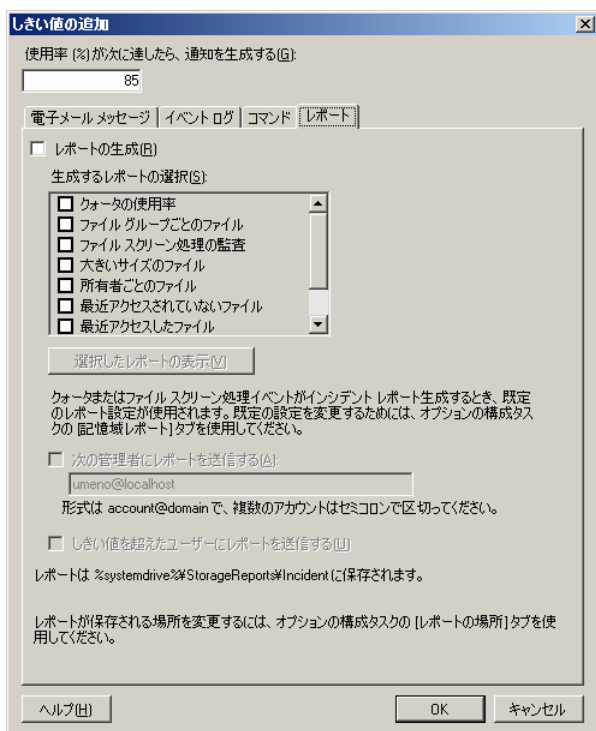 しきい値の追加
使用率 (%)が次に達したら、通知を生成する(G):
85
電子メール メッセージ イベント ログ コマンド レポート
レポートの生成(R)
生成するレポートの選択(S):
クォータの使用率
ファイル グループごとのファイル
ファイル スクリーン処理の監査
大きいサイズのファイル
所有者ごとのファイル
最近アクセスされていないファイル
最近アクセスしたファイル
選択したレポートの表示(V)
クォータまたはファイル スクリーン処理イベントがインシデント レポート生成するとき、既定
のレポート設定が使用されます。既定の設定を変更するためには、オプションの構成タス
クの [記憶域レポート] タブを使用してください。
次の管理者にレポートを送信する(A):
umeno@localhost
形式は account@domain で、複数のアカウントはセミコロンで区切ってください。
しきい値を超えたユーザーにレポートを送信する(U)
レポートは %systemdrive%¥StorageReports¥Incident に保存されます。
レポートが保存される場所を変更するには、オプションの構成タスクの [レポートの場所] タブを使
用してください。
ヘルプ(H) OK キャンセル